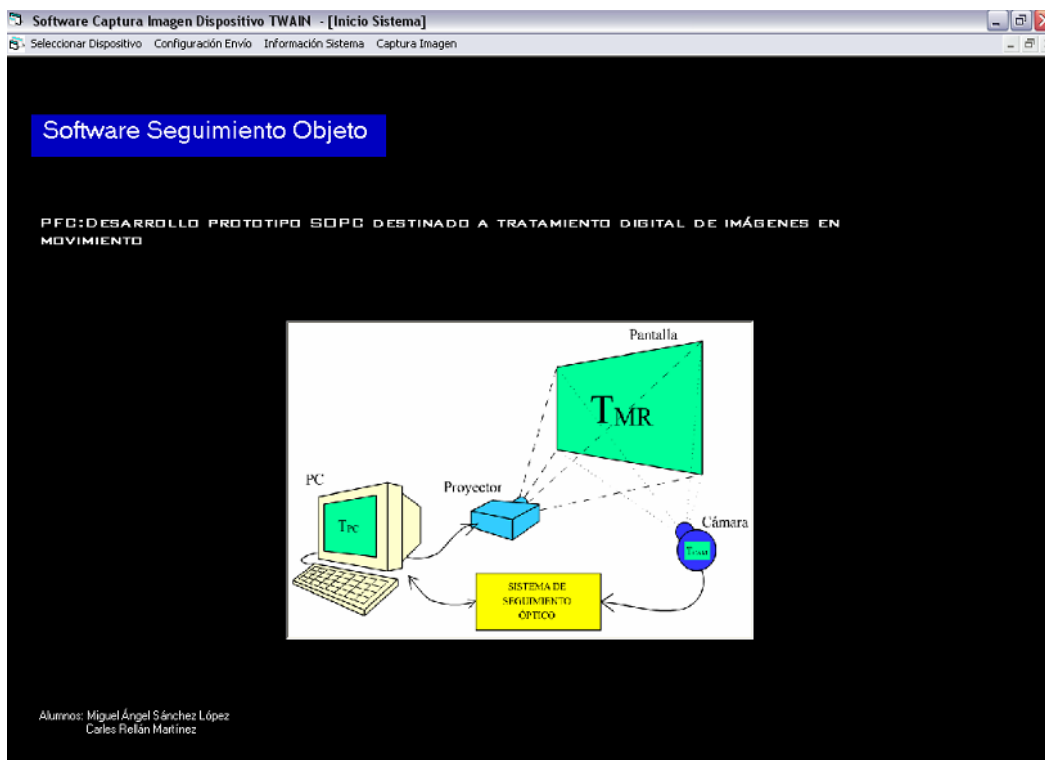 Software Captura Imagen Dispositivo TWAIN - [Inicio Sistema]
Seleccionar Dispositivo Configuración Envío Información Sistema Captura Imagen
Software Seguimiento Objeto
PFC:DESARROLLO PROTOTIPO SOPC DESTINADO A TRATAMIENTO DIGITAL DE IMÁGENES EN
MOVIMIENTO
Pantalla
TMR
PC
Proyector
TPC
Cámara
SISTEMA DE
SEGUIMIENTO
ÓPTICO
Alumnos: Miguel Ángel Sánchez López
Carles Rellán Martínez